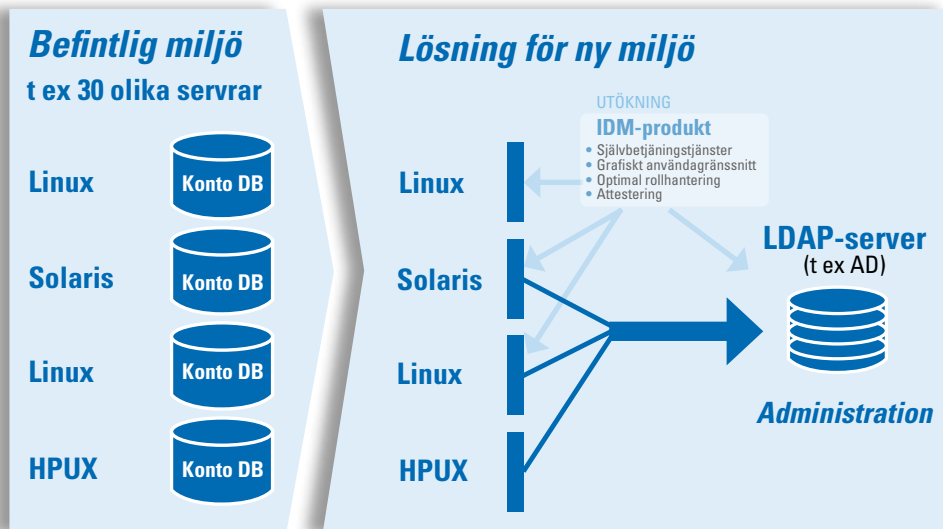 Befintlig miljö
t ex 30 olika servrar
Linux
Konto DB
Solaris
Konto DB
Linux
Konto DB
HPUX
Konto DB
Lösning för ny miljö
UTÖKNING
IDM-produkt
• Självbetjäningstjänster
• Grafiskt användagränssnitt
• Optimal rollhantering
• Attestering
Linux
Solaris
Linux
HPUX
LDAP-server
(t ex AD)
Administration